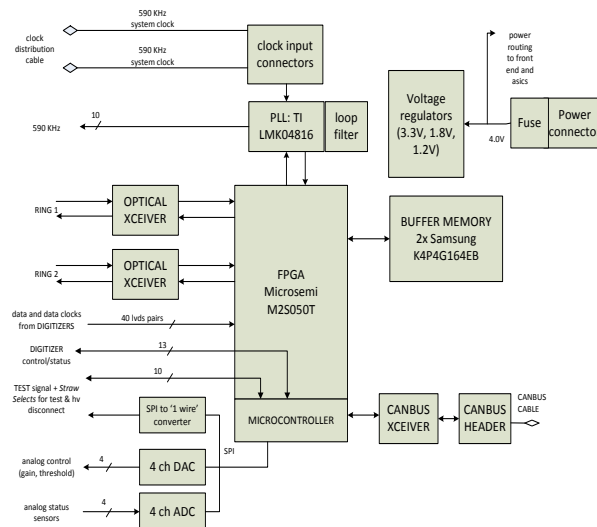 590 KHz
system clock
clock
distribution
cable
590 KHz
system clock
clock input
connectors
power
routing
to front
end and
asics
10
590 KHz
PLL: TI
LMK04816
loop
filter
Voltage
regulators
(3.3V, 1.8V,
1.2V)
4.0V
Fuse
Power
connector
RING 1
OPTICAL
XCEIVER
RING 2
OPTICAL
XCEIVER
FPGA
Microsemi
M2S050T
BUFFER MEMORY
2x Samsung
K4P4G164EB
data and data clocks
from DIGITIZERS
40 lvds pairs
DIGITIZER
control/status
13
10
TEST signal + Straw
Selects for test & hv
disconnect
SPI to '1 wire'
converter
MICROCONTROLLER
SPI
CANBUS
XCEIVER
CANBUS
HEADER
CANBUS
CABLE
analog control
(gain, threshold)
4
4 ch DAC
analog status
sensors
4
4 ch ADC